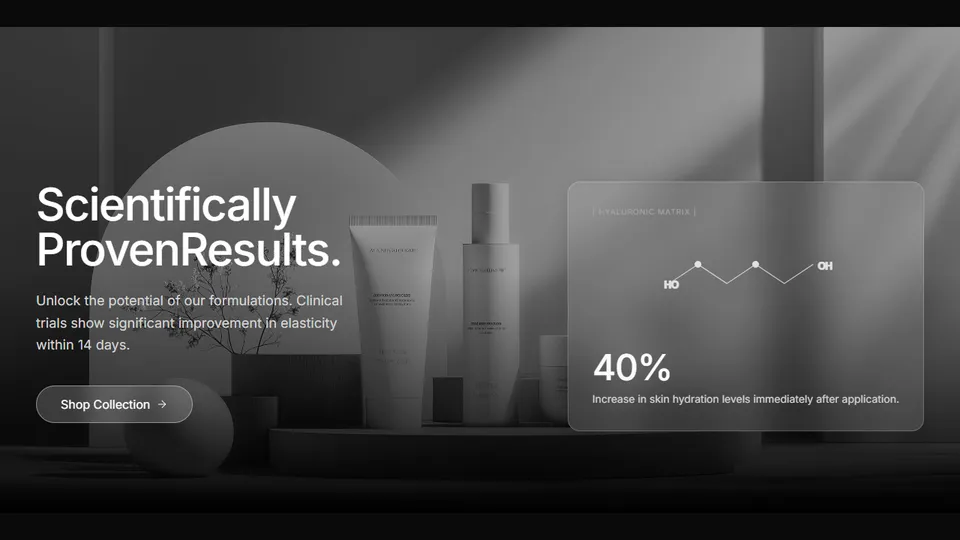 Scientifically
ProvenResults.
Unlock the potential of our formulations. Clinical
trials show significant improvement in elasticity
within 14 days.
Shop Collection →
[ HYALURONIC MATRIX ]
HO
OH
40%
Increase in skin hydration levels immediately after application.